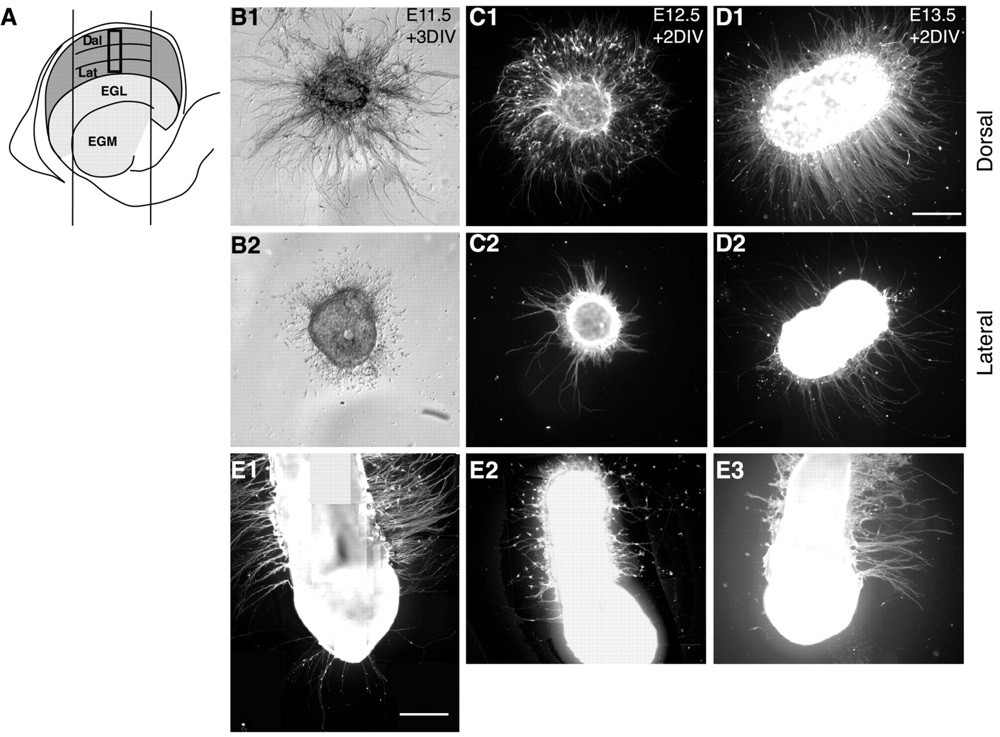 A
Dal
Lat
EGL
EGM
B1
E11.5
+3DIV
C1
E12.5
+2DIV
D1
E13.5
+2DIV
Dorsal
B2
C2
D2
Lateral
E1
E2
E3